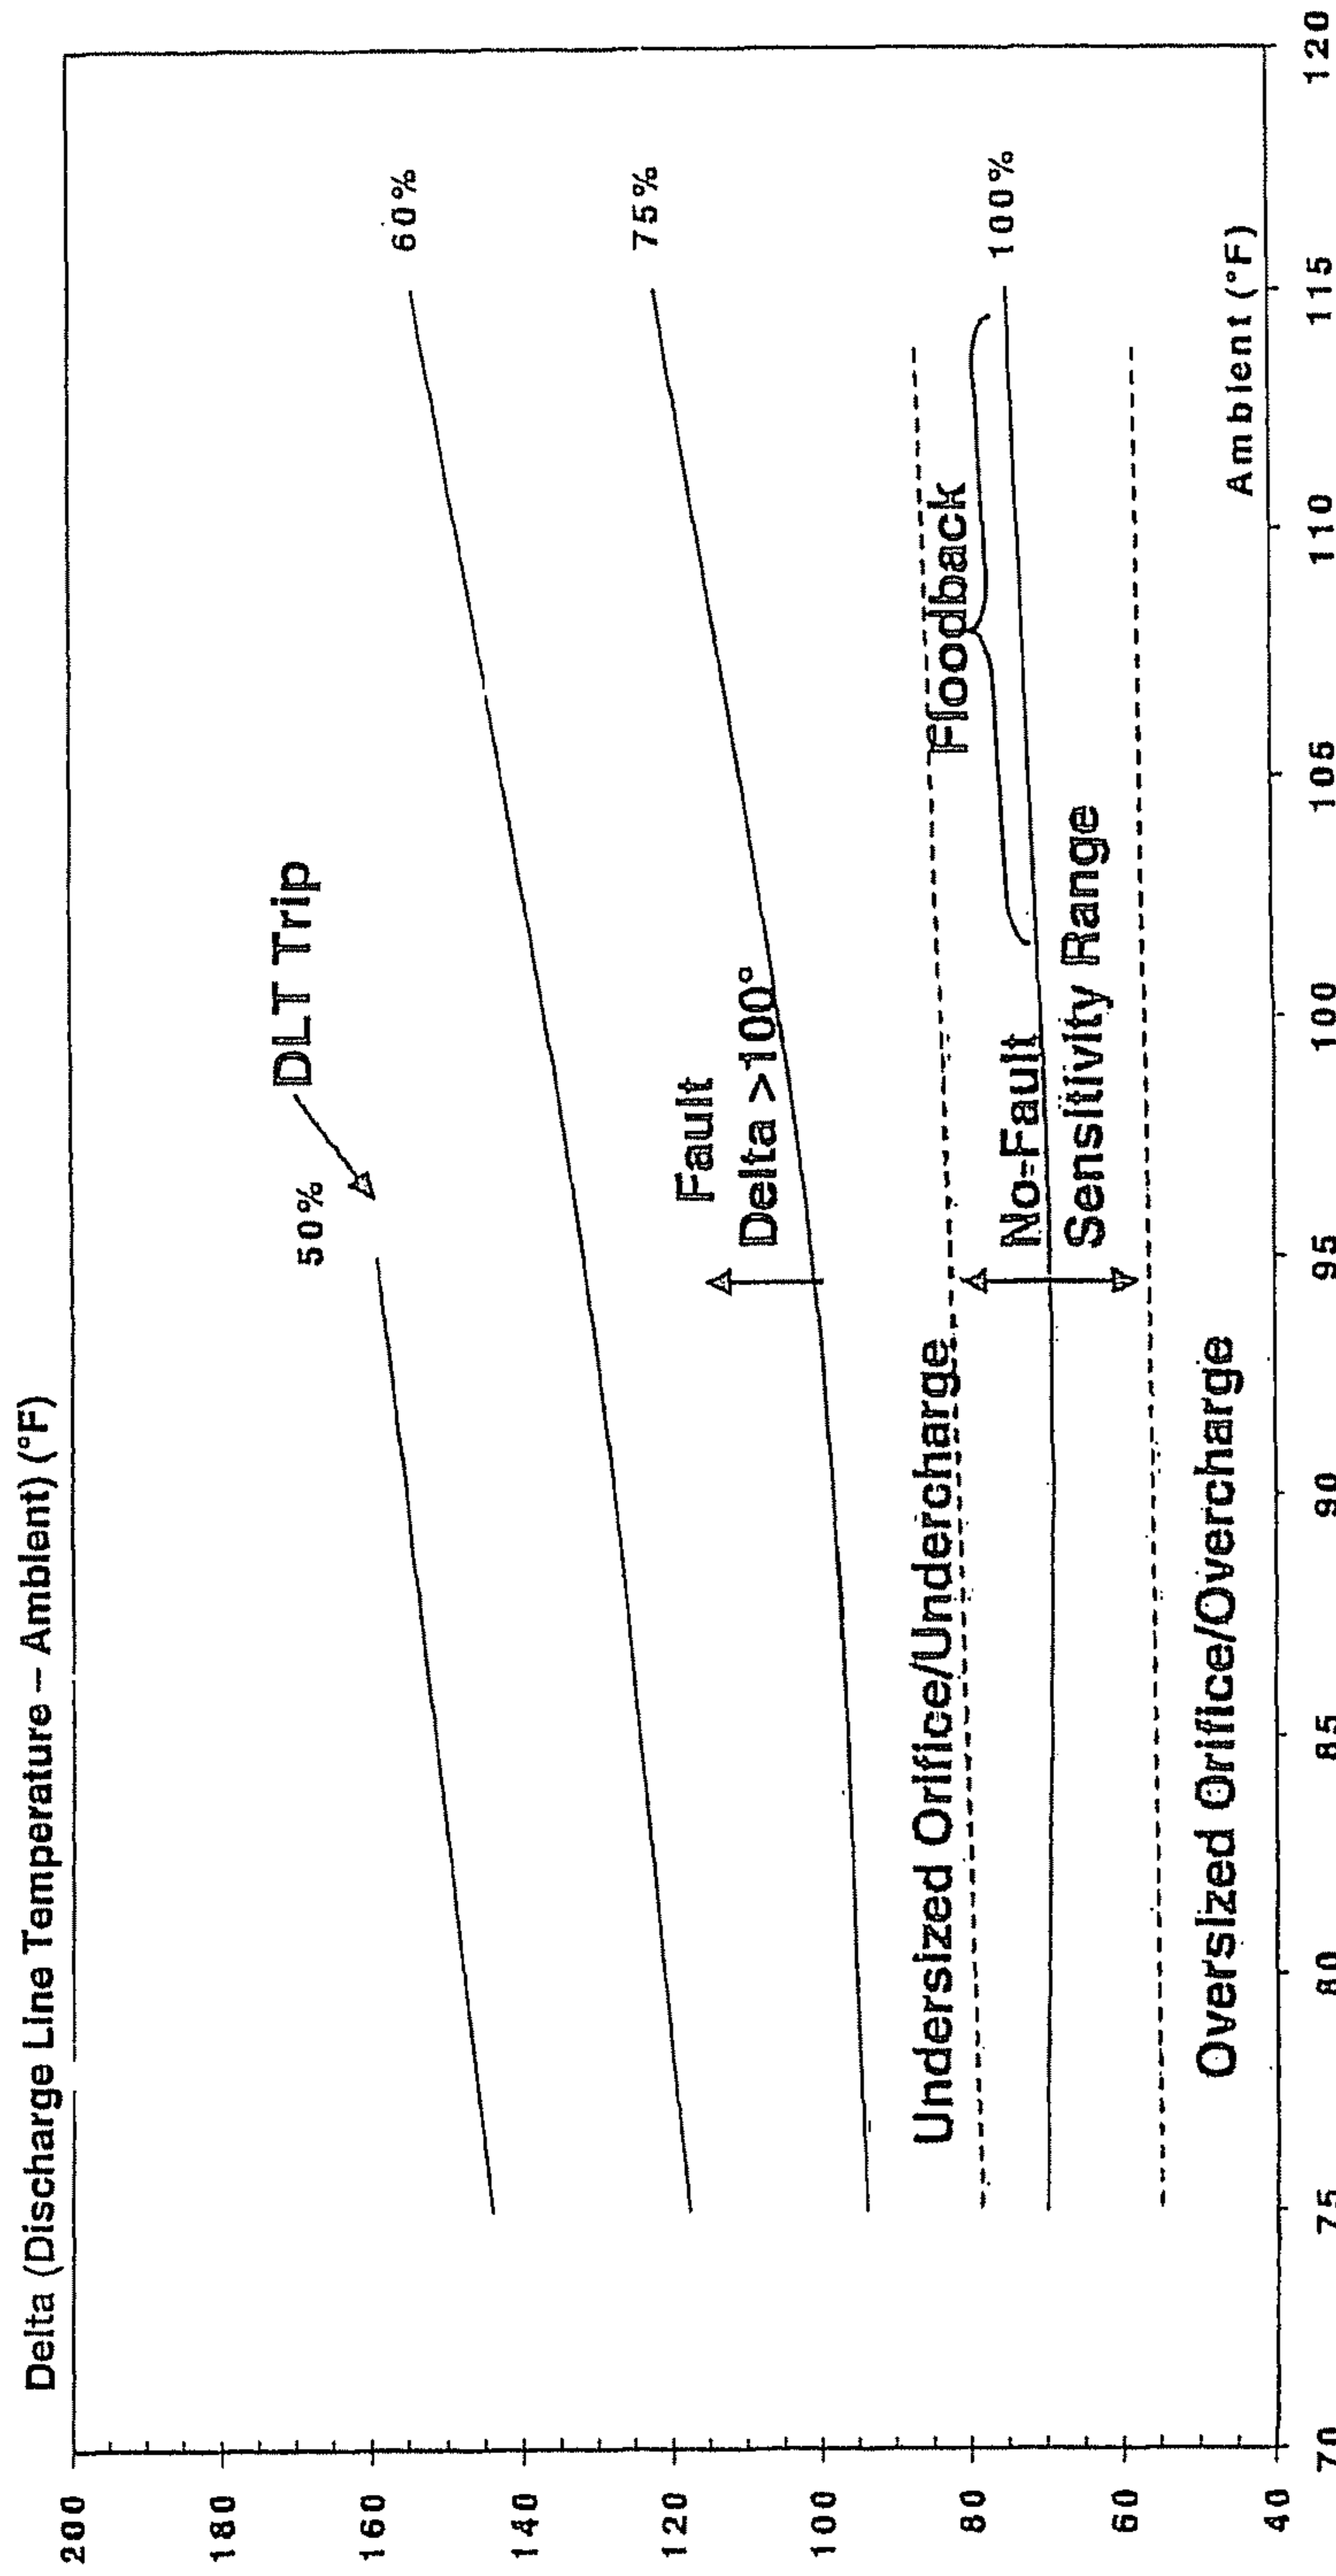 Delta (Discharge Line Temperature – Ambient) (°F)
200
180
160
140
120
100
80
60
40
50%
DLT Trip
60%
75%
100%
Fault
Delta >100°
Undersized Orifice/Undercharge
Floodback
No-Fault
Sensitivity Range
Oversized Orifice/Overcharge
Ambient (°F)
70
75
80
85
90
95
100
105
110
115
120